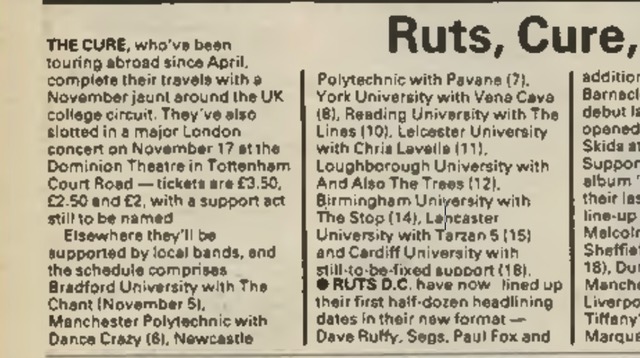 Ruts, Cure,
THE CURE, who've been
touring abroad since April,
complete their travels with a
November jaunt around the UK
college circuit. They've also
slotted in a major London
concert on November 17 at the
Dominion Theatre in Tottenham
Court Road — tickets are £3.50,
£2.50 and £2, with a support act
still to be named
Elsewhere they'll be
supported by local bands, and
the schedule comprises
Bradford University with The
Chant (November 5),
Manchester Polytechnic with
Dance Crazy (6), Newcastle
Polytechnic with Pavane (7),
York University with Vena Cava
(8), Reading University with The
Lines (10), Leicester University
with Chris Lavelle (11),
Loughborough University with
And Also The Trees (12),
Birmingham University with
The Stop (14), Lancaster
University with Tarzan 5 (15)
and Cardiff University with
still-to-be-fixed support (18).
● RUTS D.C. have now lined up
their first half-dozen headlining
dates in their new format —
Dave Ruffy, Segs, Paul Fox and
addition
Barnacl
debut la
opened
Skids at
Suppor
album "
their las
line-up
Malcolm
Sheffiel
18), Dur
Manche
Liverpo
Tiffany'
Marque